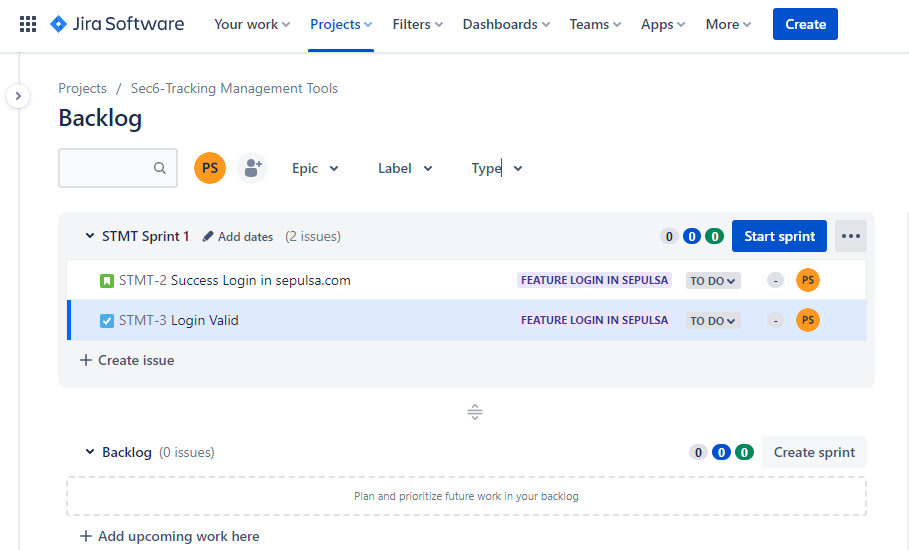 Jira Software Your work Projects Filters Dashboards Teams Apps More Create
Projects / Sec6-Tracking Management Tools
Backlog
PS Epic Label Type
STMT Sprint 1 Add dates (2 issues) 0 0 0 Start sprint
STMT-2 Success Login in sepulsa.com FEATURE LOGIN IN SEPULSA TO DO - PS
STMT-3 Login Valid FEATURE LOGIN IN SEPULSA TO DO - PS
+ Create issue
Backlog (0 issues) 0 0 0 Create sprint
Plan and prioritize future work in your backlog
+ Add upcoming work here